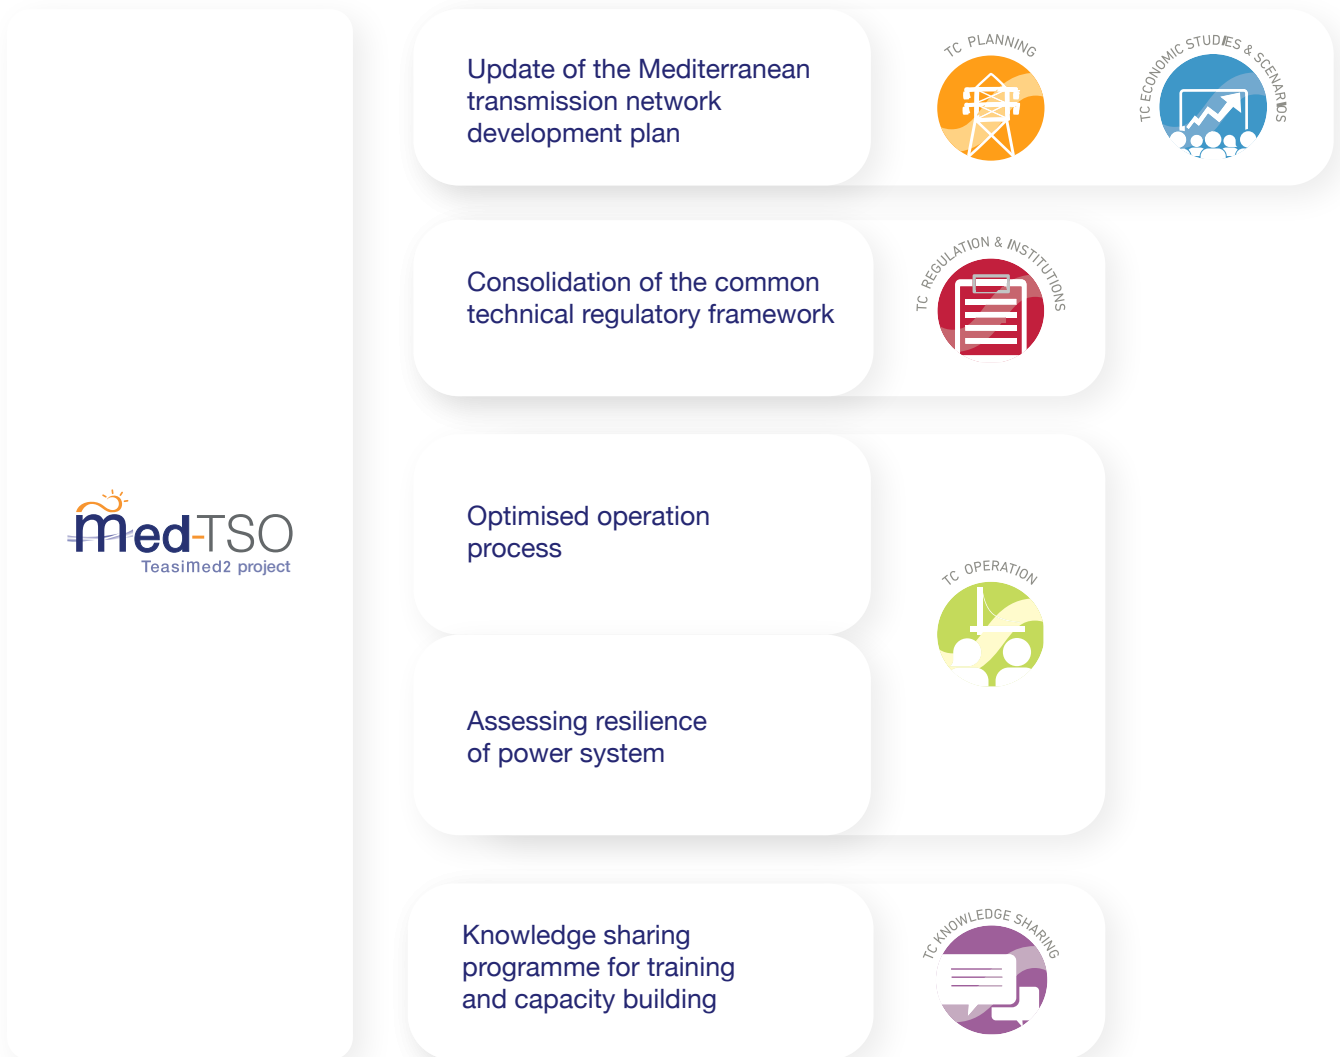 Update of the Mediterranean
transmission network
development plan
TC PLANNING
TC ECONOMIC STUDIES & SCENARIOS
Consolidation of the common
technical regulatory framework
TC REGULATION & INSTITUTIONS
med-TSO
TeasiMed2 project
Optimised operation
process
TC OPERATION
Assessing resilience
of power system
Knowledge sharing
programme for training
and capacity building
TC KNOWLEDGE SHARING